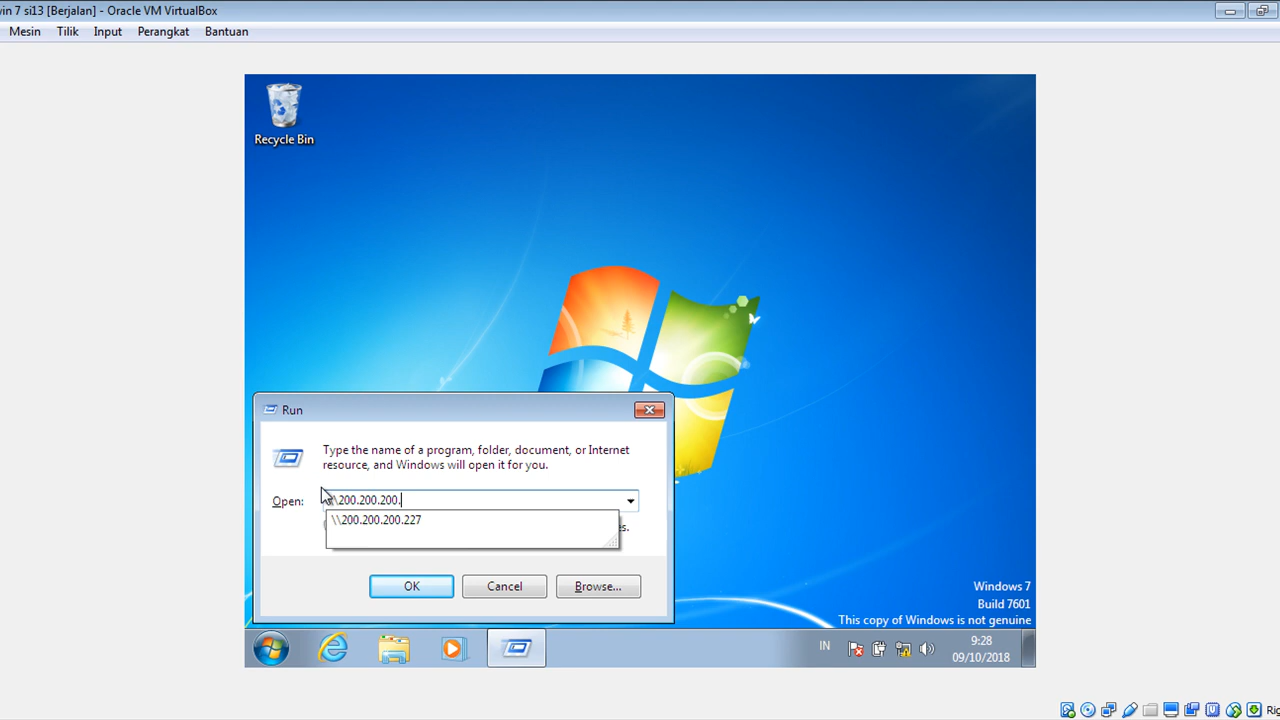 vin 7 si13 [Berjalan] - Oracle VM VirtualBox
Mesin Tilik Input Perangkat Bantuan
Recycle Bin
Run
Type the name of a program, folder, document, or Internet
resource, and Windows will open it for you.
Open: \\200.200.200.
\\200.200.200.227
es.
OK Cancel Browse...
Windows 7
Build 7601
This copy of Windows is not genuine
IN
9:28
09/10/2018
Rig